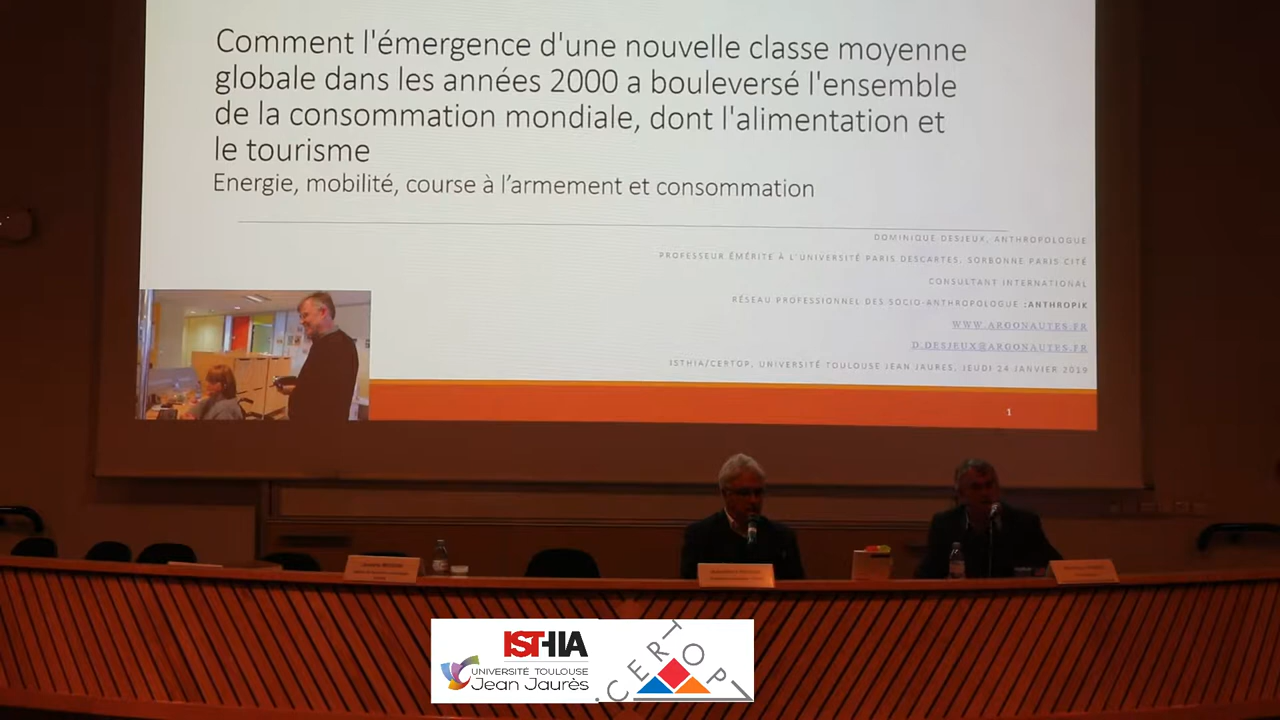 Comment l'émergence d'une nouvelle classe moyenne
globale dans les années 2000 a bouleversé l'ensemble
de la consommation mondiale, dont l'alimentation et
le tourisme
Energie, mobilité, course à l’armement et consommation
DOMINIQUE DESJEUX, ANTHROPOLOGUE
PROFESSEUR ÉMÉRITE À L'UNIVERSITÉ PARIS DESCARTES, SORBONNE PARIS CITÉ
CONSULTANT INTERNATIONAL
RÉSEAU PROFESSIONNEL DES SOCIO-ANTHROPOLOGUE :ANTHROPIK
WWW.ARGONAUTES.FR
D.DESJEUX@ARGONAUTES.FR
ISTHIA/CERTOP, UNIVERSITÉ TOULOUSE JEAN JAURES, JEUDI 24 JANVIER 2019
1
ISTHIA
UNIVERSITÉ TOULOUSE
Jean Jaurès
CERTOP